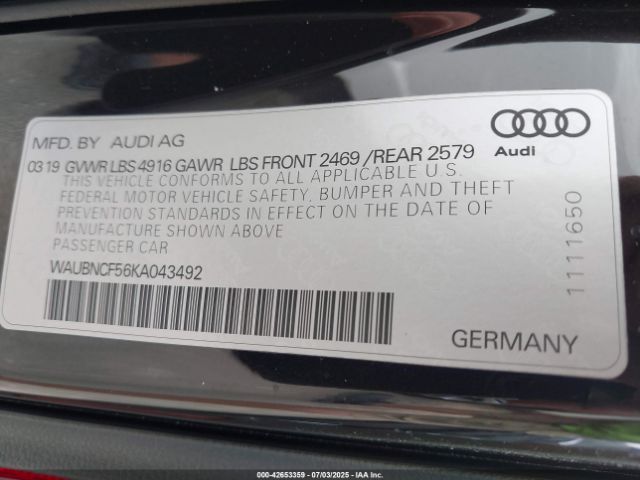 MFD. BY AUDI AG
Audi
03 19 GVWR LBS 4916 GAWR LBS FRONT 2469 /REAR 2579
THIS VEHICLE CONFORMS TO ALL APPLICABLE U.S.
FEDERAL MOTOR VEHICLE SAFETY, BUMPER AND THEFT
PREVENTION STANDARDS IN EFFECT ON THE DATE OF
MANUFACTURE SHOWN ABOVE
PASSENGER CAR
WAUBNCF56KA043492
1111650
GERMANY
000-42653359 | 07/03/2025 | IAA Inc.